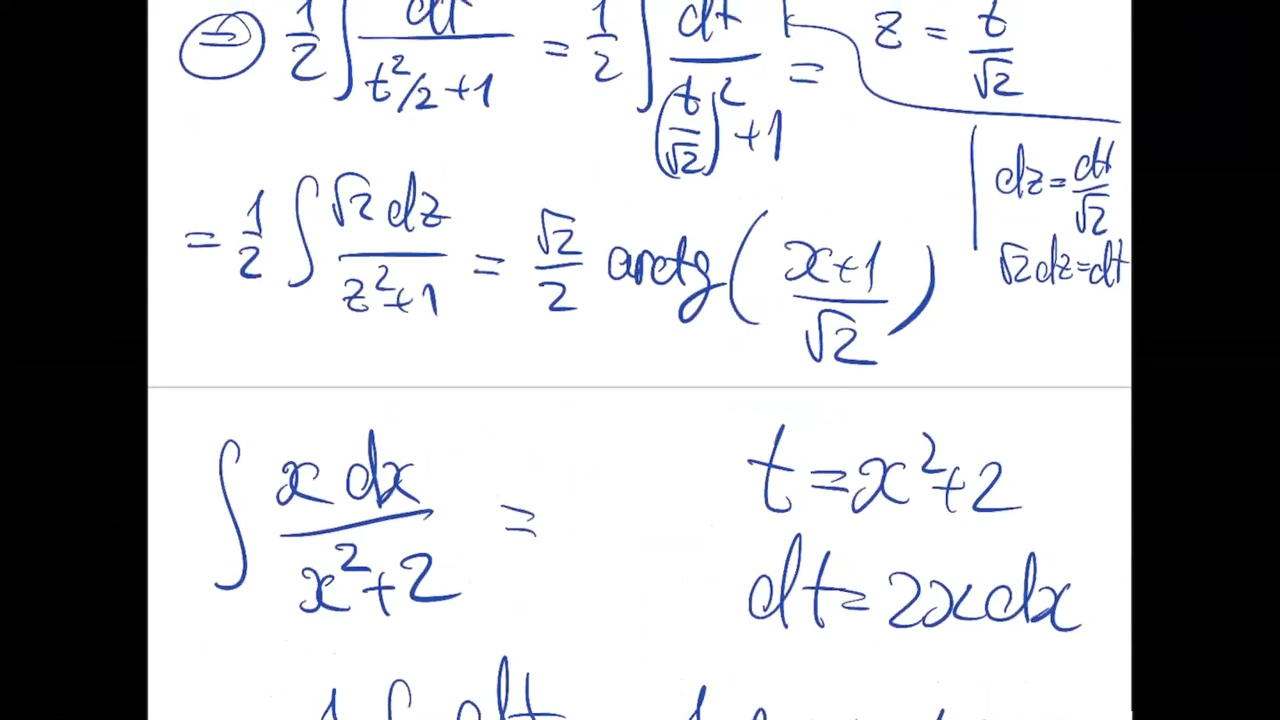 ⇒ 1/2 ∫ dt/(t²/2 + 1) = 1/2 ∫ dt/((t/√2)² + 1) =
z = t/√2
dz = dt/√2
√2 dz = dt
= 1/2 ∫ √2 dz/(z² + 1) = √2/2 arctg((x+1)/√2)
∫ x dx/(x² + 2) =
t = x² + 2
dt = 2x dx